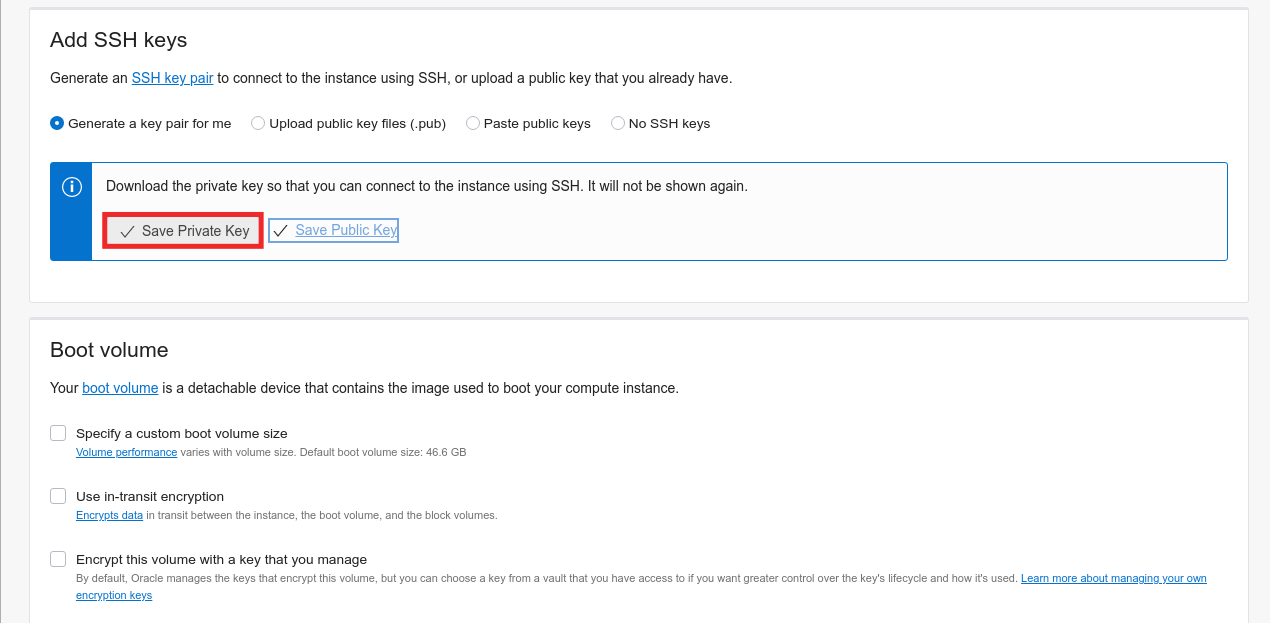 Add SSH keys
Generate an SSH key pair to connect to the instance using SSH, or upload a public key that you already have.
Generate a key pair for me Upload public key files (.pub) Paste public keys No SSH keys
Download the private key so that you can connect to the instance using SSH. It will not be shown again.
Save Private Key Save Public Key
Boot volume
Your boot volume is a detachable device that contains the image used to boot your compute instance.
Specify a custom boot volume size
Volume performance varies with volume size. Default boot volume size: 46.6 GB
Use in-transit encryption
Encrypts data in transit between the instance, the boot volume, and the block volumes.
Encrypt this volume with a key that you manage
By default, Oracle manages the keys that encrypt this volume, but you can choose a key from a vault that you have access to if you want greater control over the key's lifecycle and how it's used. Learn more about managing your own
encryption keys